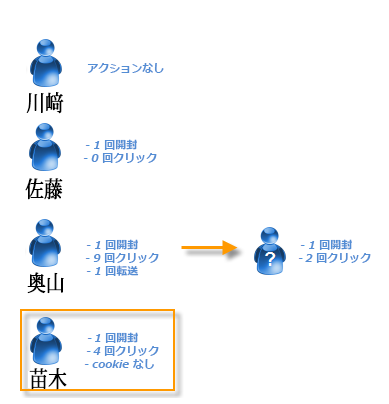 アクションなし
川﨑
- 1 回開封
- 0 回クリック
佐藤
- 1 回開封
- 9 回クリック
- 1 回転送
奥山
?
- 1 回開封
- 2 回クリック
- 1 回開封
- 4 回クリック
- cookie なし
苗木